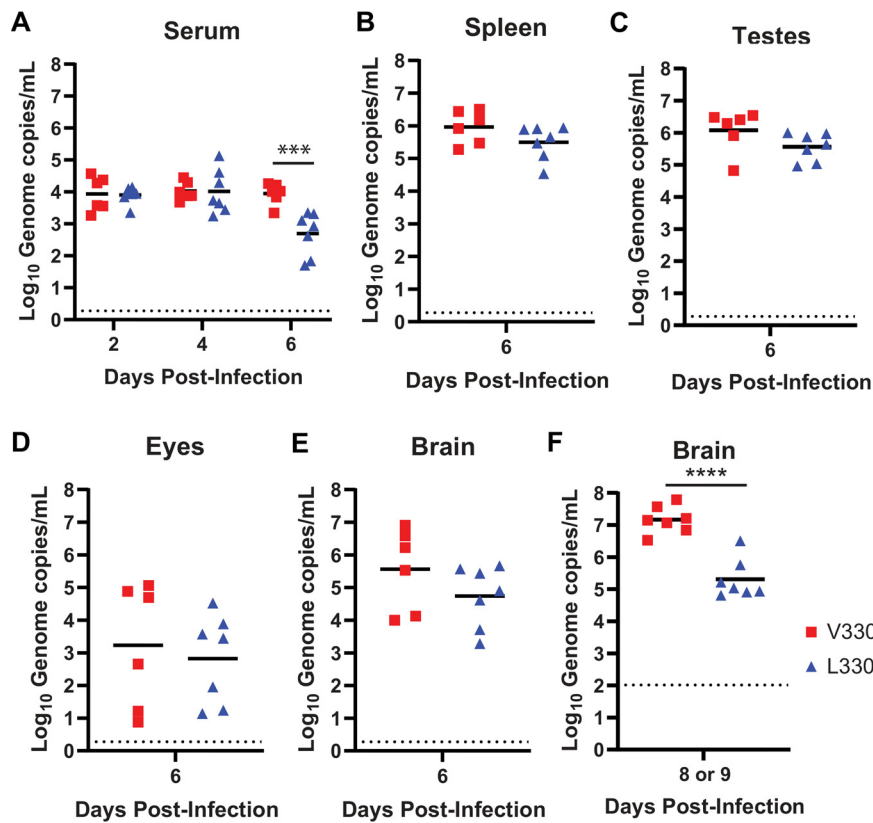 A
Serum
Log10 Genome copies/mL
8
7
6
5
4
3
2
1
0
***
2 4 6
Days Post-Infection
B
Spleen
Log10 Genome copies/mL
8
7
6
5
4
3
2
1
0
6
Days Post-Infection
C
Testes
Log10 Genome copies/mL
8
7
6
5
4
3
2
1
0
6
Days Post-Infection
D
Eyes
Log10 Genome copies/mL
8
7
6
5
4
3
2
1
0
6
Days Post-Infection
E
Brain
Log10 Genome copies/mL
8
7
6
5
4
3
2
1
0
6
Days Post-Infection
F
Brain
****
Log10 Genome copies/mL
8
7
6
5
4
3
2
1
0
8 or 9
Days Post-Infection
V330
L330